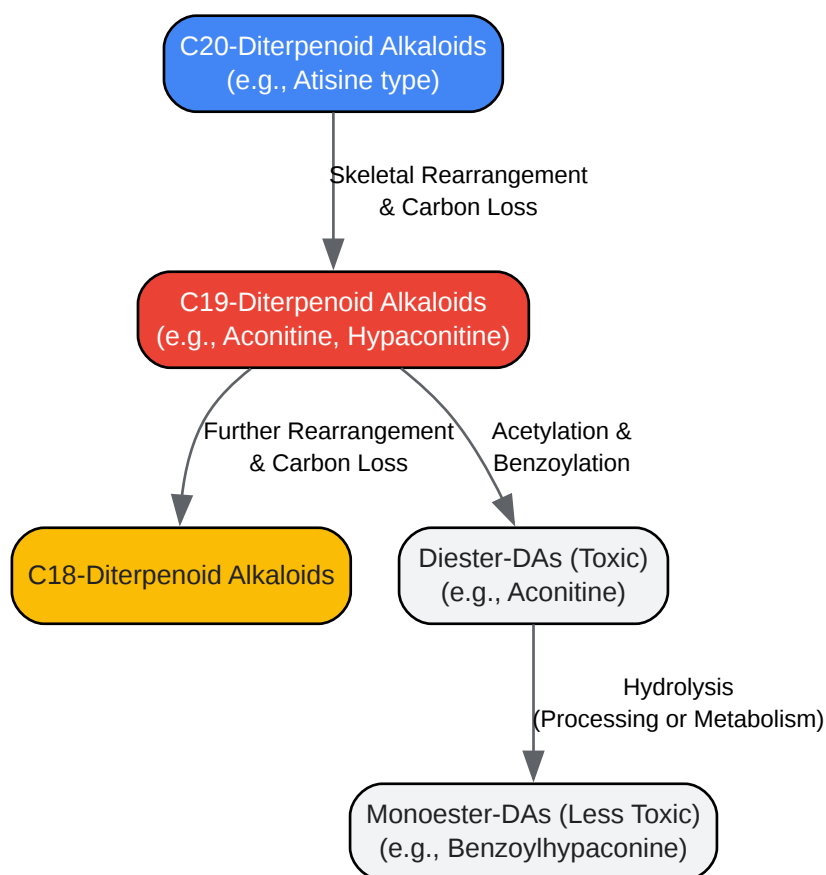 C20-Diterpenoid Alkaloids
(e.g., Atisine type)
Skeletal Rearrangement
& Carbon Loss
C19-Diterpenoid Alkaloids
(e.g., Aconitine, Hypaconitine)
Further Rearrangement
& Carbon Loss
Acetylation &
Benzoylation
C18-Diterpenoid Alkaloids
Diester-DAs (Toxic)
(e.g., Aconitine)
Hydrolysis
(Processing or Metabolism)
Monoester-DAs (Less Toxic)
(e.g., Benzoylhypaconine)